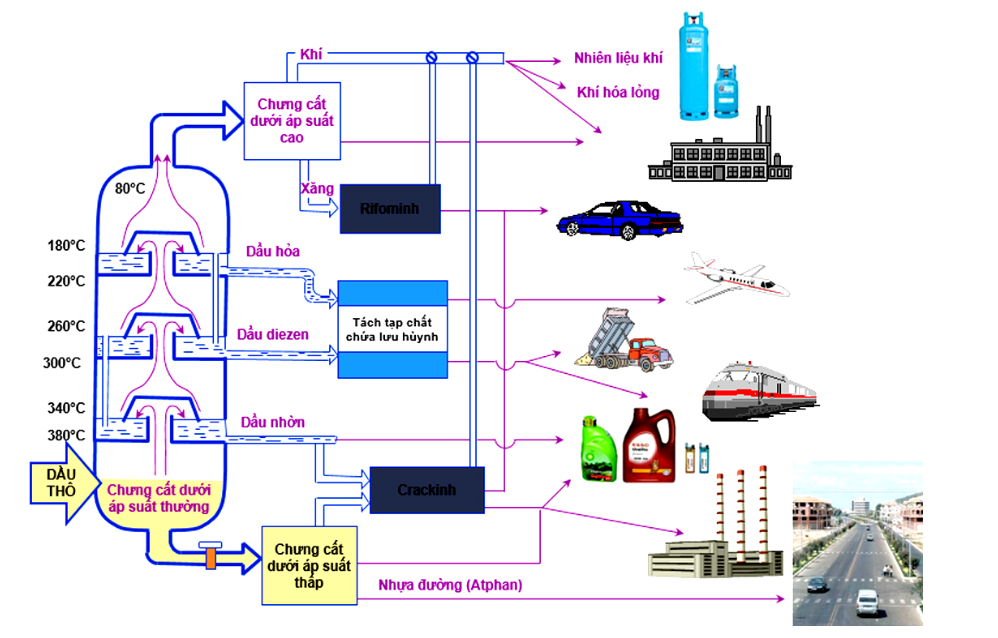 Khí
Nhiên liệu khí
Khí hóa lỏng
Chưng cất
dưới áp suất
cao
80°C
Xăng
Rifominh
180°C
Dầu hỏa
220°C
260°C
Dầu diezen
Tách tạp chất
chứa lưu hùynh
300°C
340°C
Dầu nhờn
380°C
DẦU
THÔ
Chưng cất dưới
áp suất thường
Crackinh
Chưng cất
dưới áp suất
thấp
Nhựa đường (Atphan)
ESSO